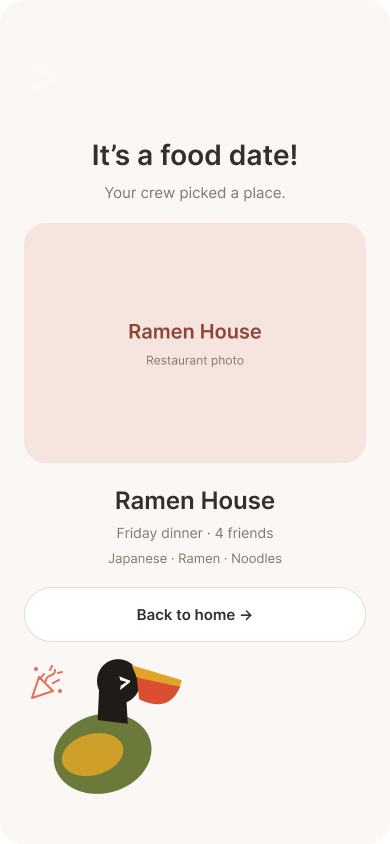 It’s a food date!
Your crew picked a place.
Ramen House
Restaurant photo
Ramen House
Friday dinner · 4 friends
Japanese · Ramen · Noodles
Back to home →